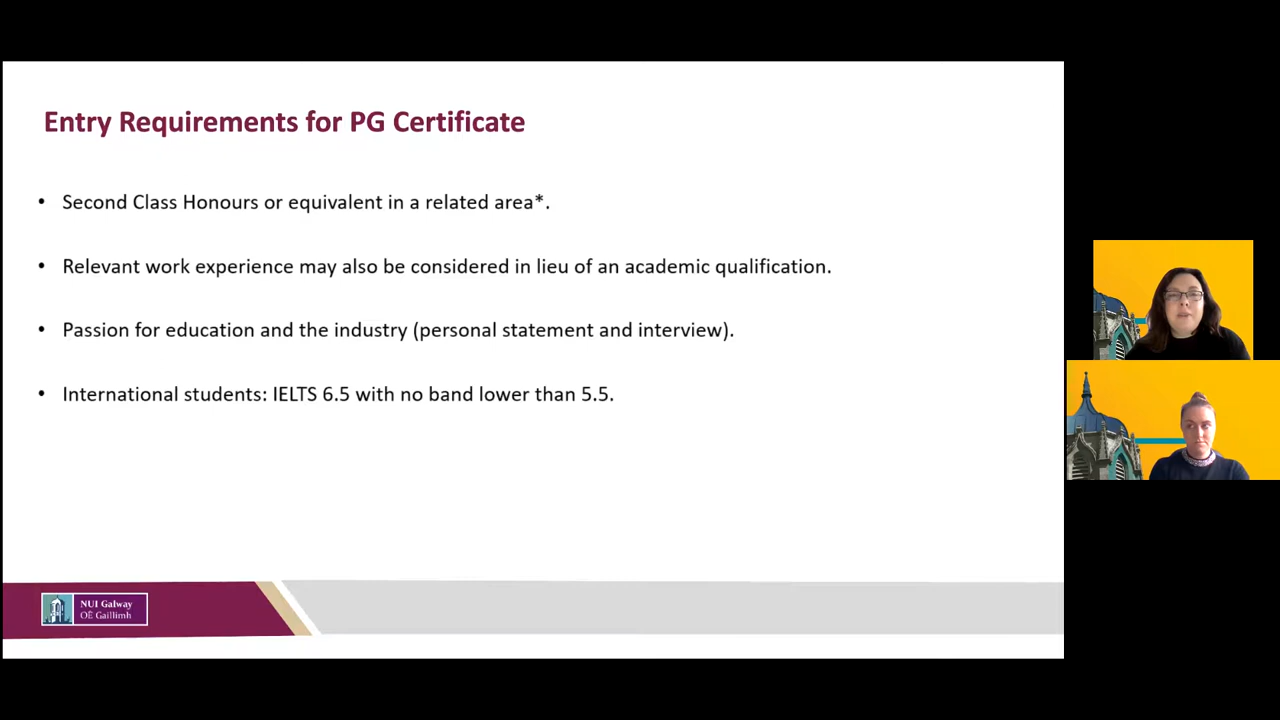 Entry Requirements for PG Certificate
• Second Class Honours or equivalent in a related area*.
• Relevant work experience may also be considered in lieu of an academic qualification.
• Passion for education and the industry (personal statement and interview).
• International students: IELTS 6.5 with no band lower than 5.5.
NUI Galway
OÉ Gaillimh